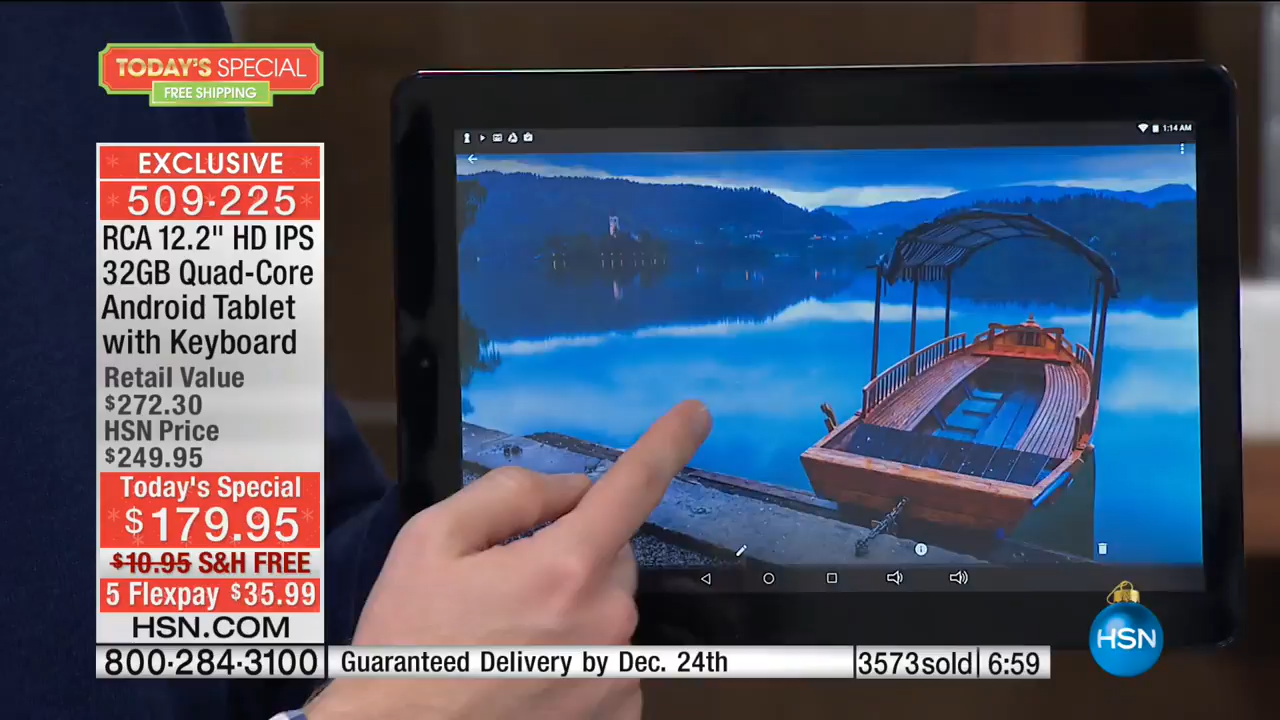 TODAY'S SPECIAL
FREE SHIPPING
EXCLUSIVE
509·225
RCA 12.2" HD IPS
32GB Quad-Core
Android Tablet
with Keyboard
Retail Value
$272.30
HSN Price
$249.95
Today's Special
$179.95
$10.95 S&H FREE
5 Flexpay $35.99
HSN.COM
800·284·3100
Guaranteed Delivery by Dec. 24th
3573sold
6:59
1:14 AM
HSN